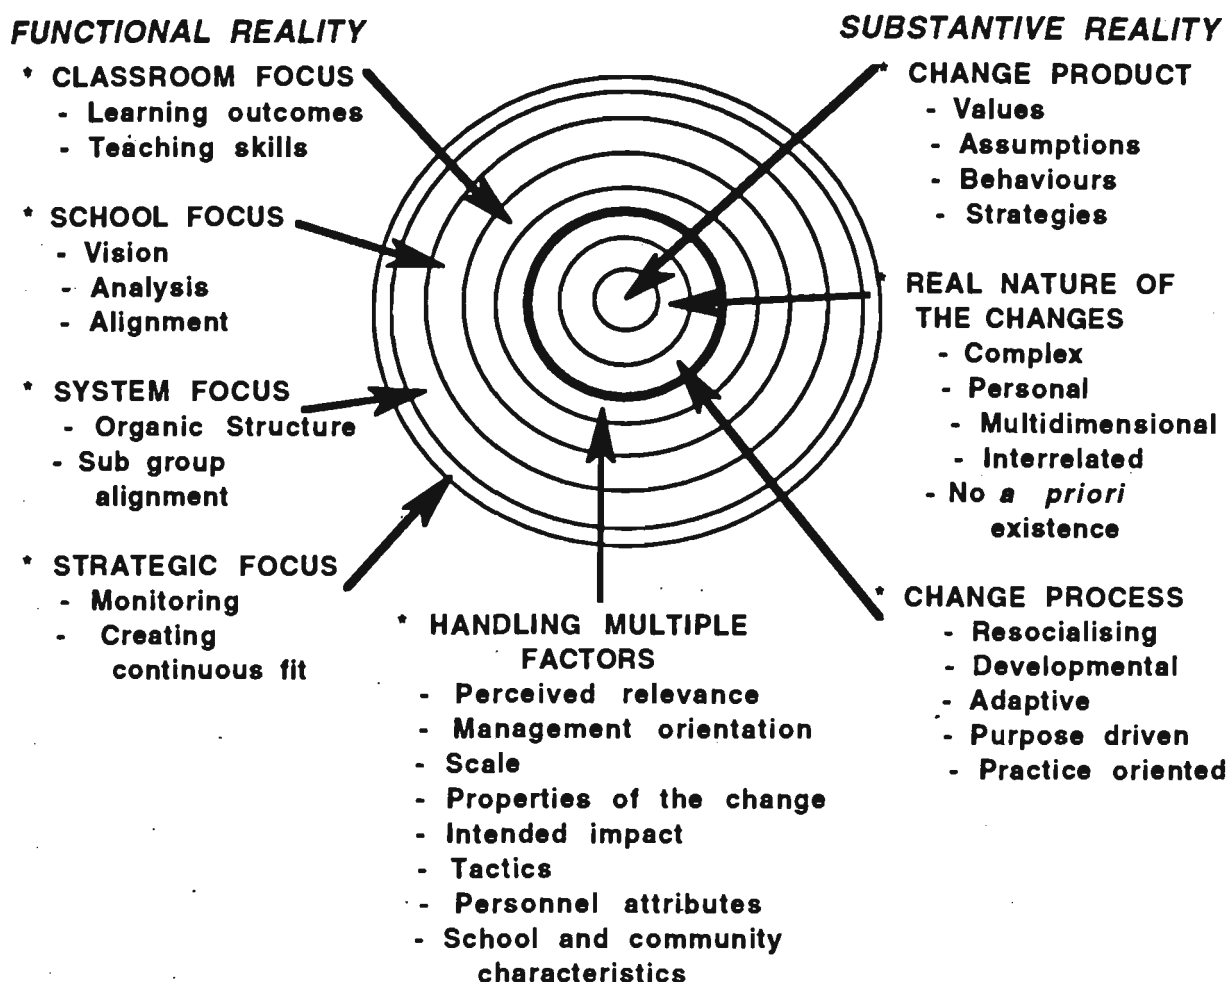 FUNCTIONAL REALITY
* CLASSROOM FOCUS
- Learning outcomes
- Teaching skills
* SCHOOL FOCUS
- Vision
- Analysis
- Alignment
* SYSTEM FOCUS
- Organic Structure
- Sub group
alignment
* STRATEGIC FOCUS
- Monitoring
- Creating
continuous fit
* HANDLING MULTIPLE
FACTORS
- Perceived relevance
- Management orientation
- Scale
- Properties of the change
- Intended impact
- Tactics
- Personnel attributes
- School and community
characteristics
SUBSTANTIVE REALITY
* CHANGE PRODUCT
- Values
- Assumptions
- Behaviours
- Strategies
* REAL NATURE OF
THE CHANGES
- Complex
- Personal
- Multidimensional
- Interrelated
- No a priori
existence
* CHANGE PROCESS
- Resocialising
- Developmental
- Adaptive
- Purpose driven
- Practice oriented